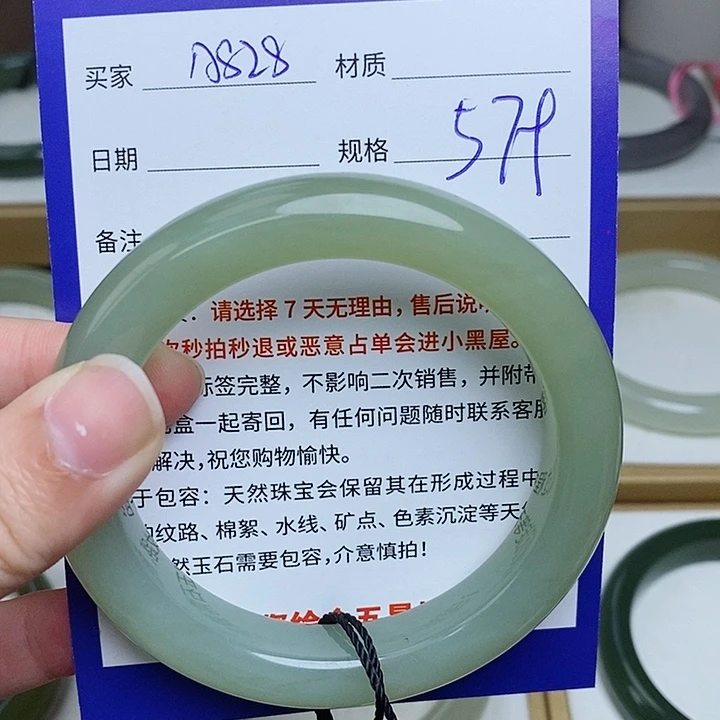 买家 A828 材质
日期 规格 57
备注
：请选择7天无理由，售后说
秒拍秒退或恶意占单会进小黑屋。
标签完整，不影响二次销售，并附带
盒一起寄回，有任何问题随时联系客服
解决，祝您购物愉快。
于包容：天然珠宝会保留其在形成过程中
的纹路、棉絮、水线、矿点、色素沉淀等天
然玉石需要包容，介意慎拍！